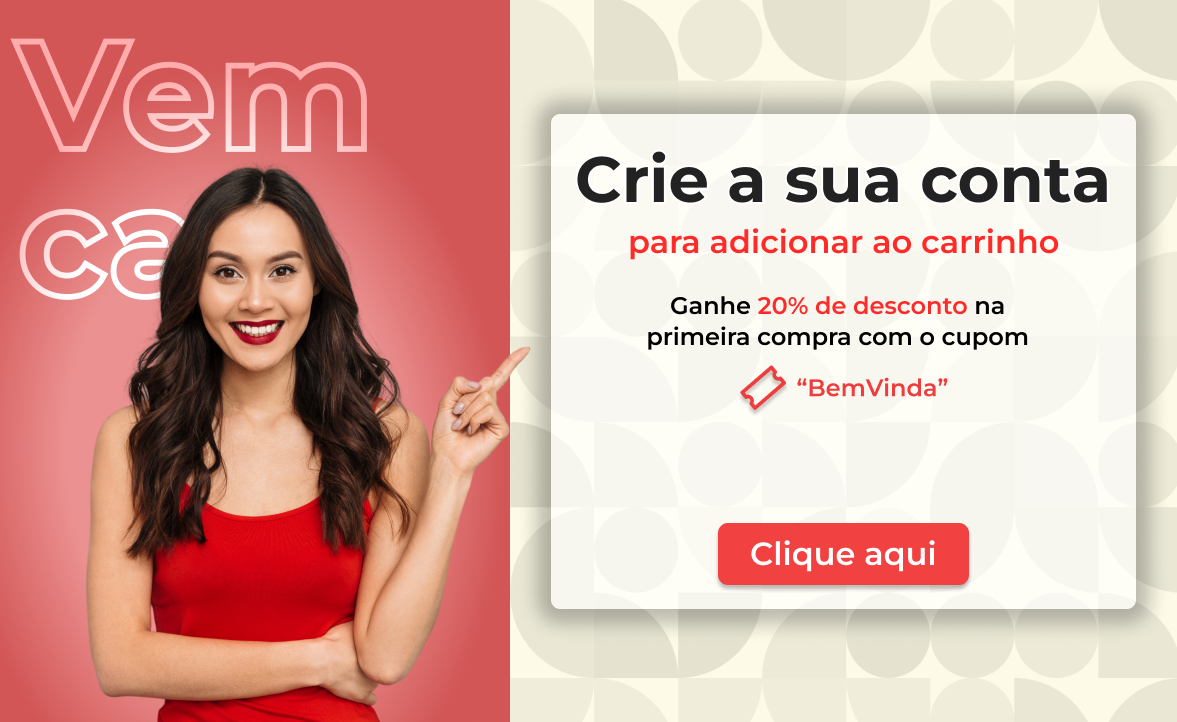 Vem
ca
Crie a sua conta
para adicionar ao carrinho
Ganhe 20% de desconto na
primeira compra com o cupom
“BemVinda”
Clique aqui